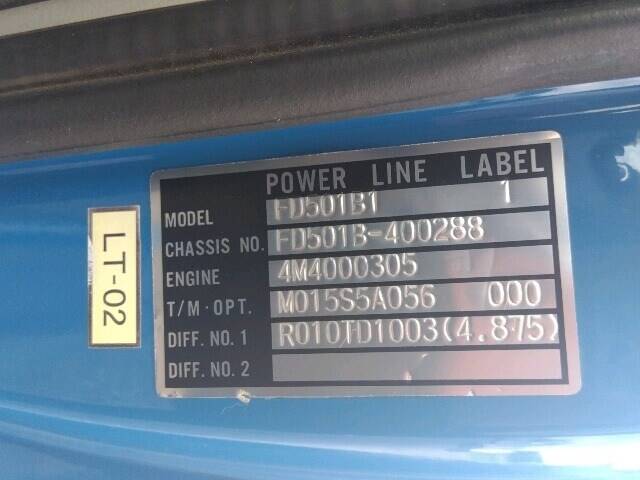 POWER LINE LABEL
MODEL FD501B1 1
CHASSIS NO. FD501B-400288
ENGINE 4M4000305
T/M·OPT. M015S5A056 000
DIFF. NO. 1 R010TD1003(4.875)
DIFF. NO. 2
LT-02